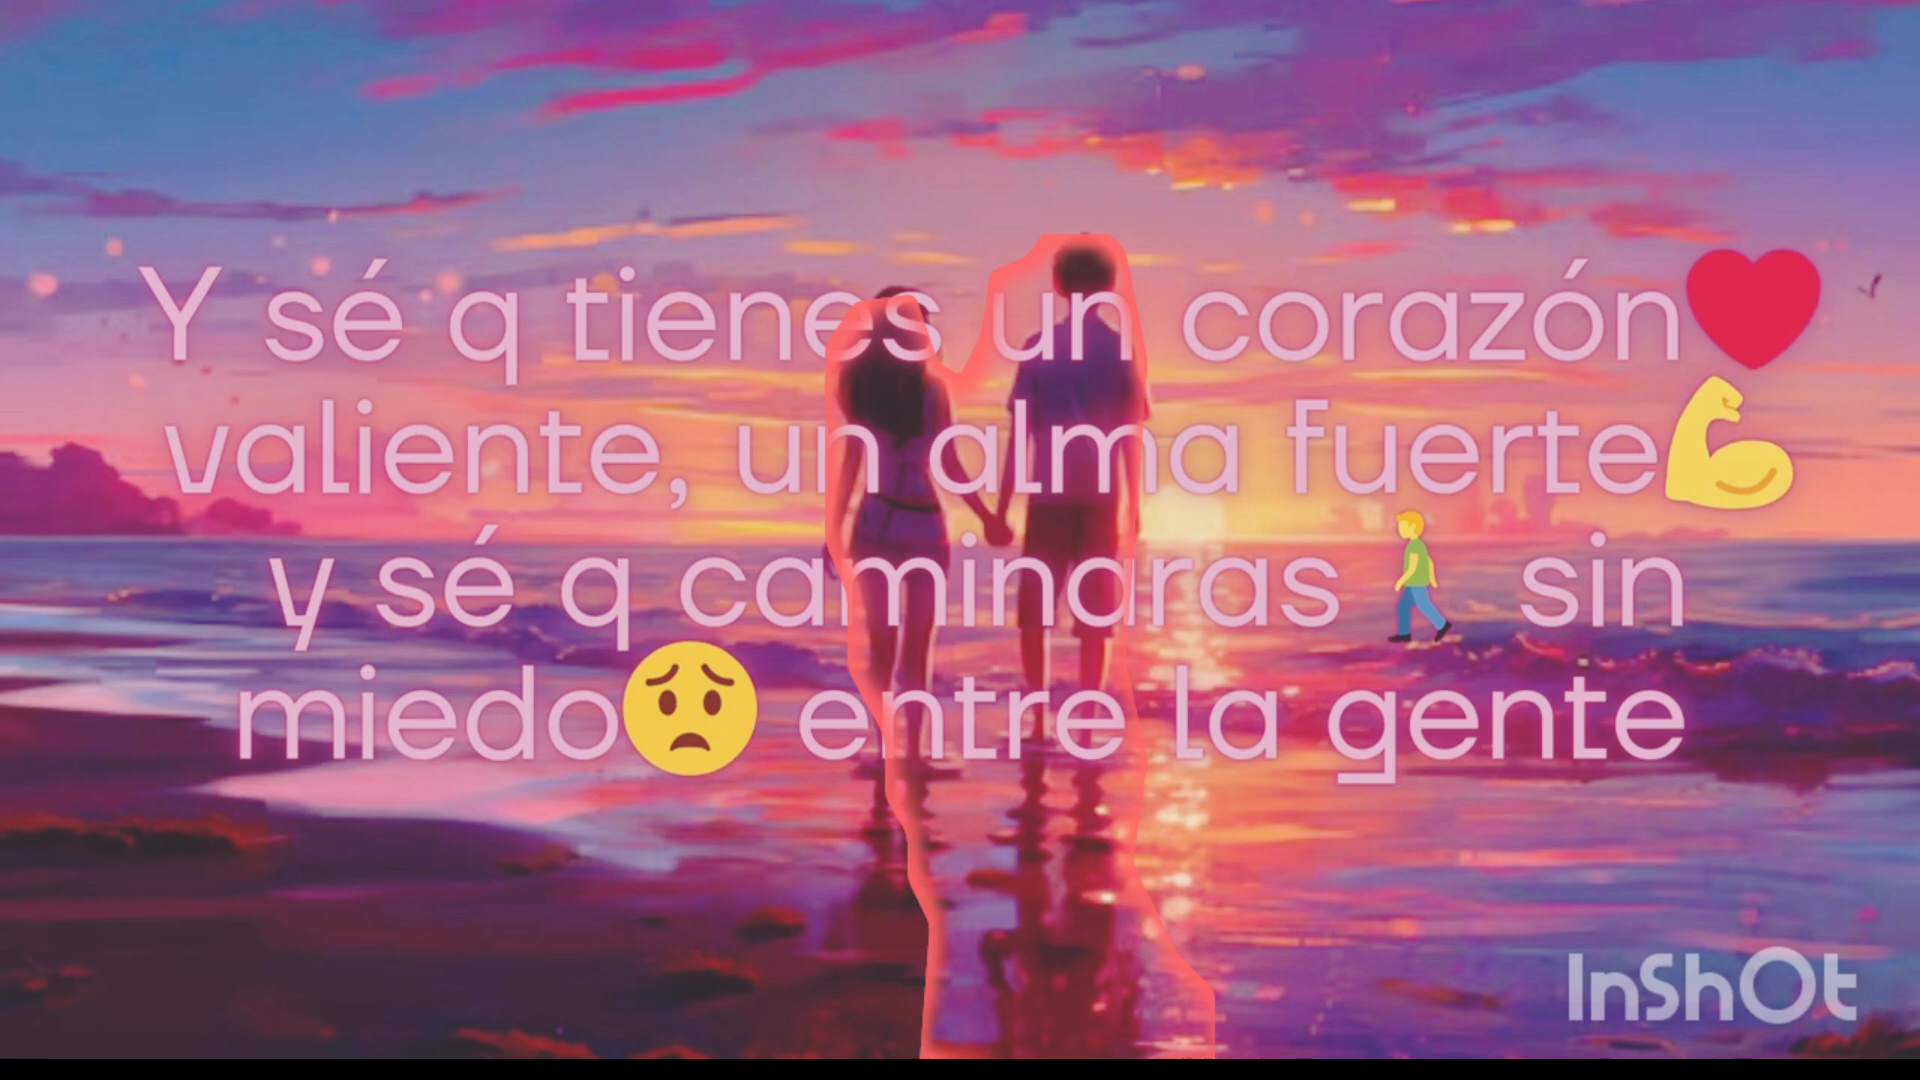 Y sé q tienes un corazón❤️
valiente, un alma fuerte💪
y sé q caminaras🚶‍♂️ sin
miedo😟 entre la gente
InShOt